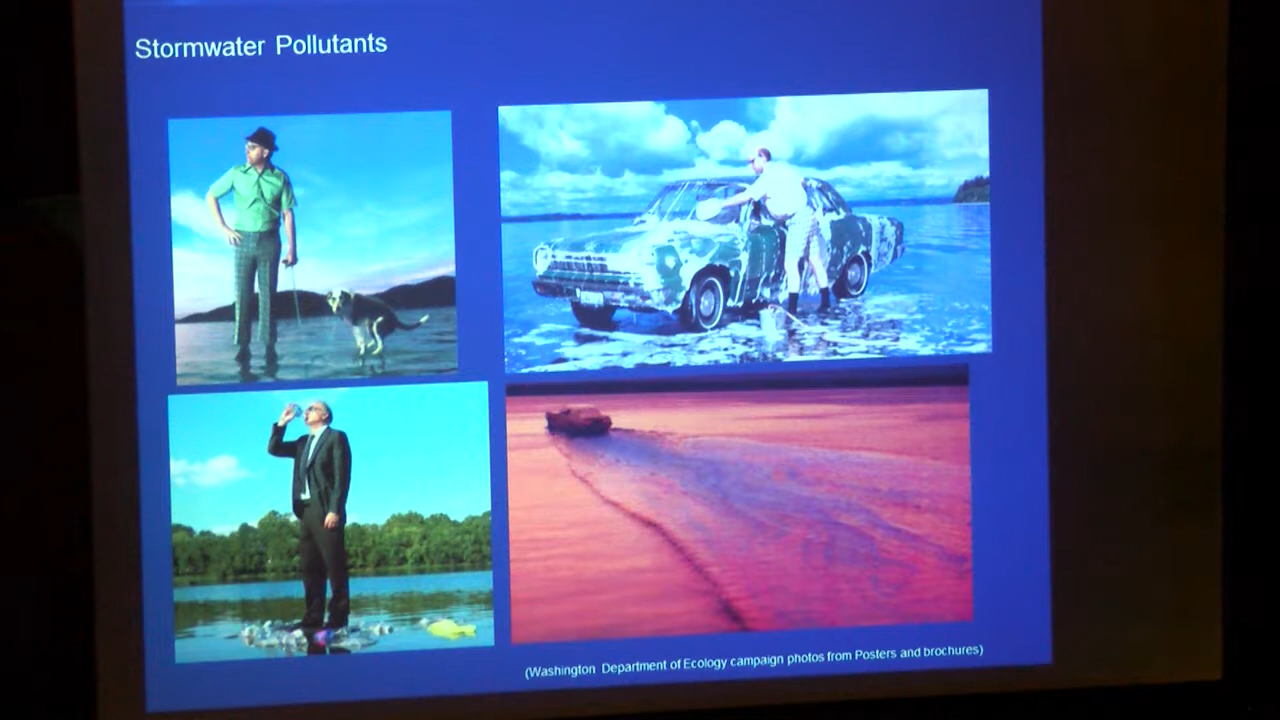 Stormwater Pollutants
(Washington Department of Ecology campaign photos from Posters and brochures)